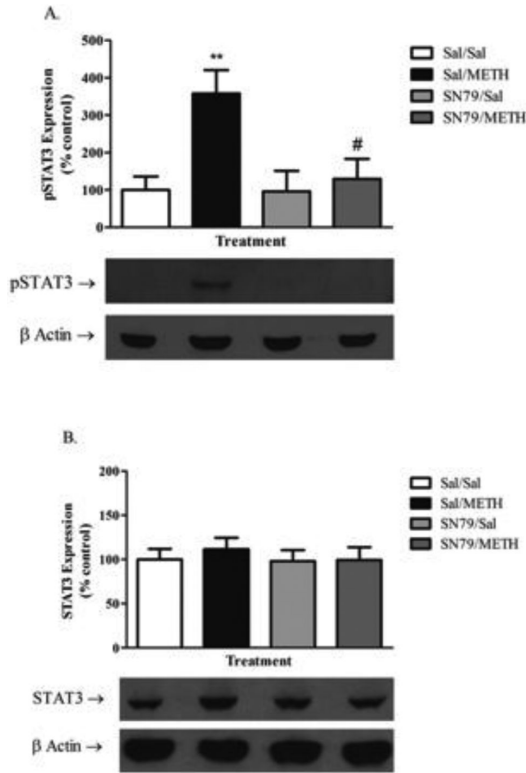 A.
500
400
300
200
100
0
pSTAT3 Expression
(% control)
**
#
Treatment
Sal/Sal
Sal/METH
SN79/Sal
SN79/METH
pSTAT3 →
β Actin →
B.
200
150
100
50
0
STAT3 Expression
(% control)
Treatment
Sal/Sal
Sal/METH
SN79/Sal
SN79/METH
STAT3 →
β Actin →